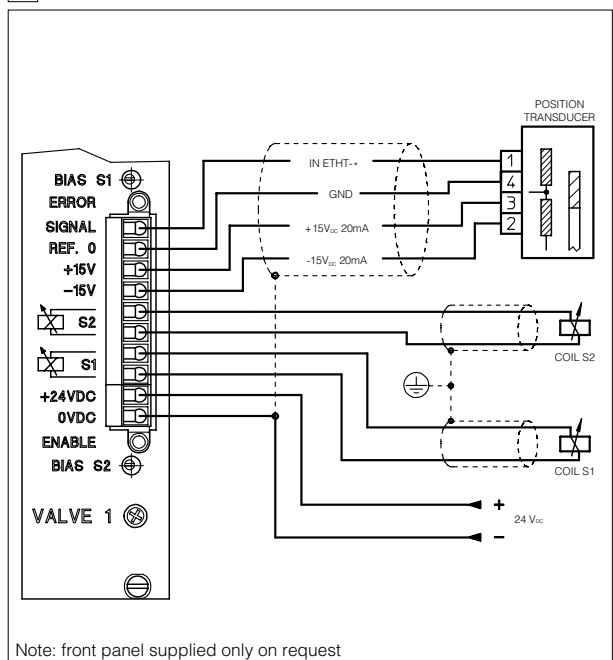 POSITION
TRANSDUCER
IN ETHT-*
1
GND
4
+15VDC 20mA
3
-15VDC 20mA
2
BIAS S1
ERROR
SIGNAL
REF. 0
+15V
-15V
S2
S1
+24VDC
0VDC
ENABLE
BIAS S2
VALVE 1
COIL S2
COIL S1
+
24 VDC
-
Note: front panel supplied only on request